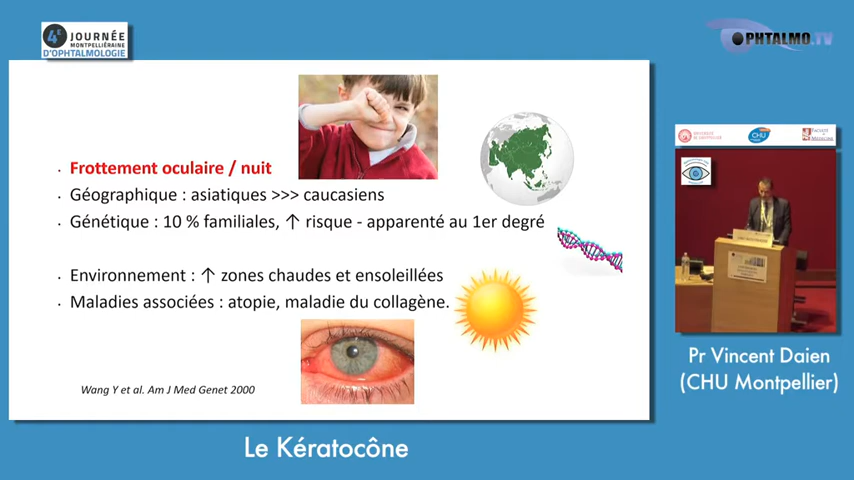 4E JOURNÉE
MONTPELLIÉRAINE
D'OPHTALMOLOGIE
OPHTALMO.TV
Frottement oculaire / nuit
Géographique : asiatiques >>> caucasiens
Génétique : 10 % familiales, ↑ risque - apparenté au 1er degré
Environnement : ↑ zones chaudes et ensoleillées
Maladies associées : atopie, maladie du collagène.
Wang Y et al. Am J Med Genet 2000
CHU
Pr Vincent Daien
(CHU Montpellier)
Le Kératocône